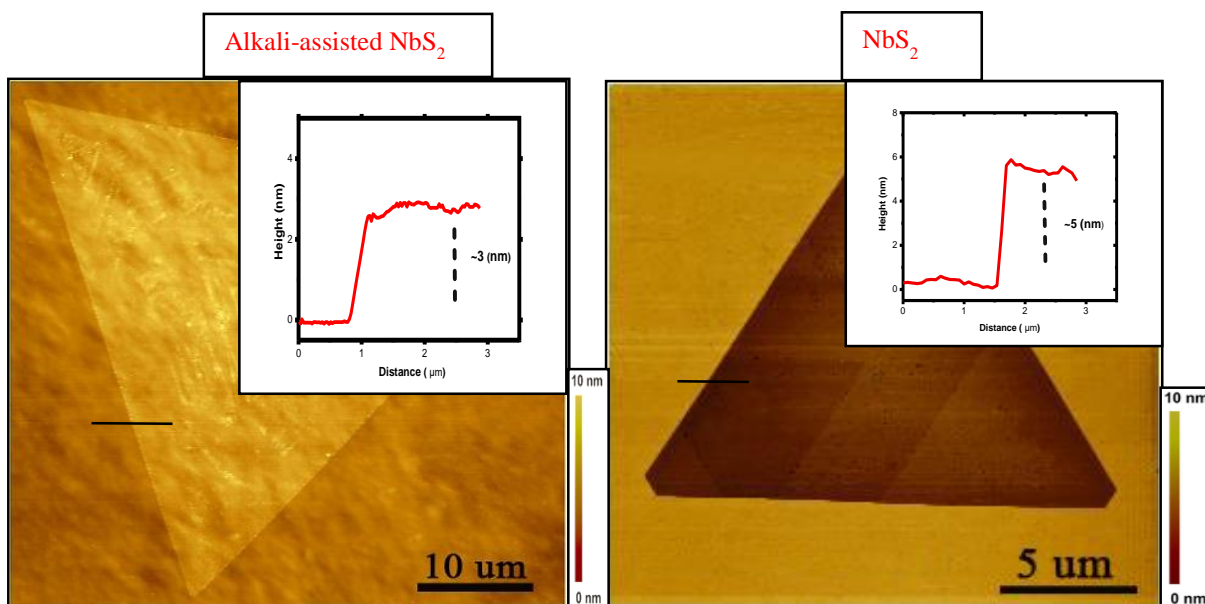 Alkali-assisted NbS₂
4
2
0
Height (nm)
~3 (nm)
0
1
2
3
Distance ( µm)
10 nm
0 nm
10 um
NbS₂
8
6
4
2
0
Height (nm)
~5 (nm)
0
1
2
3
Distance ( µm)
10 nm
0 nm
5 um